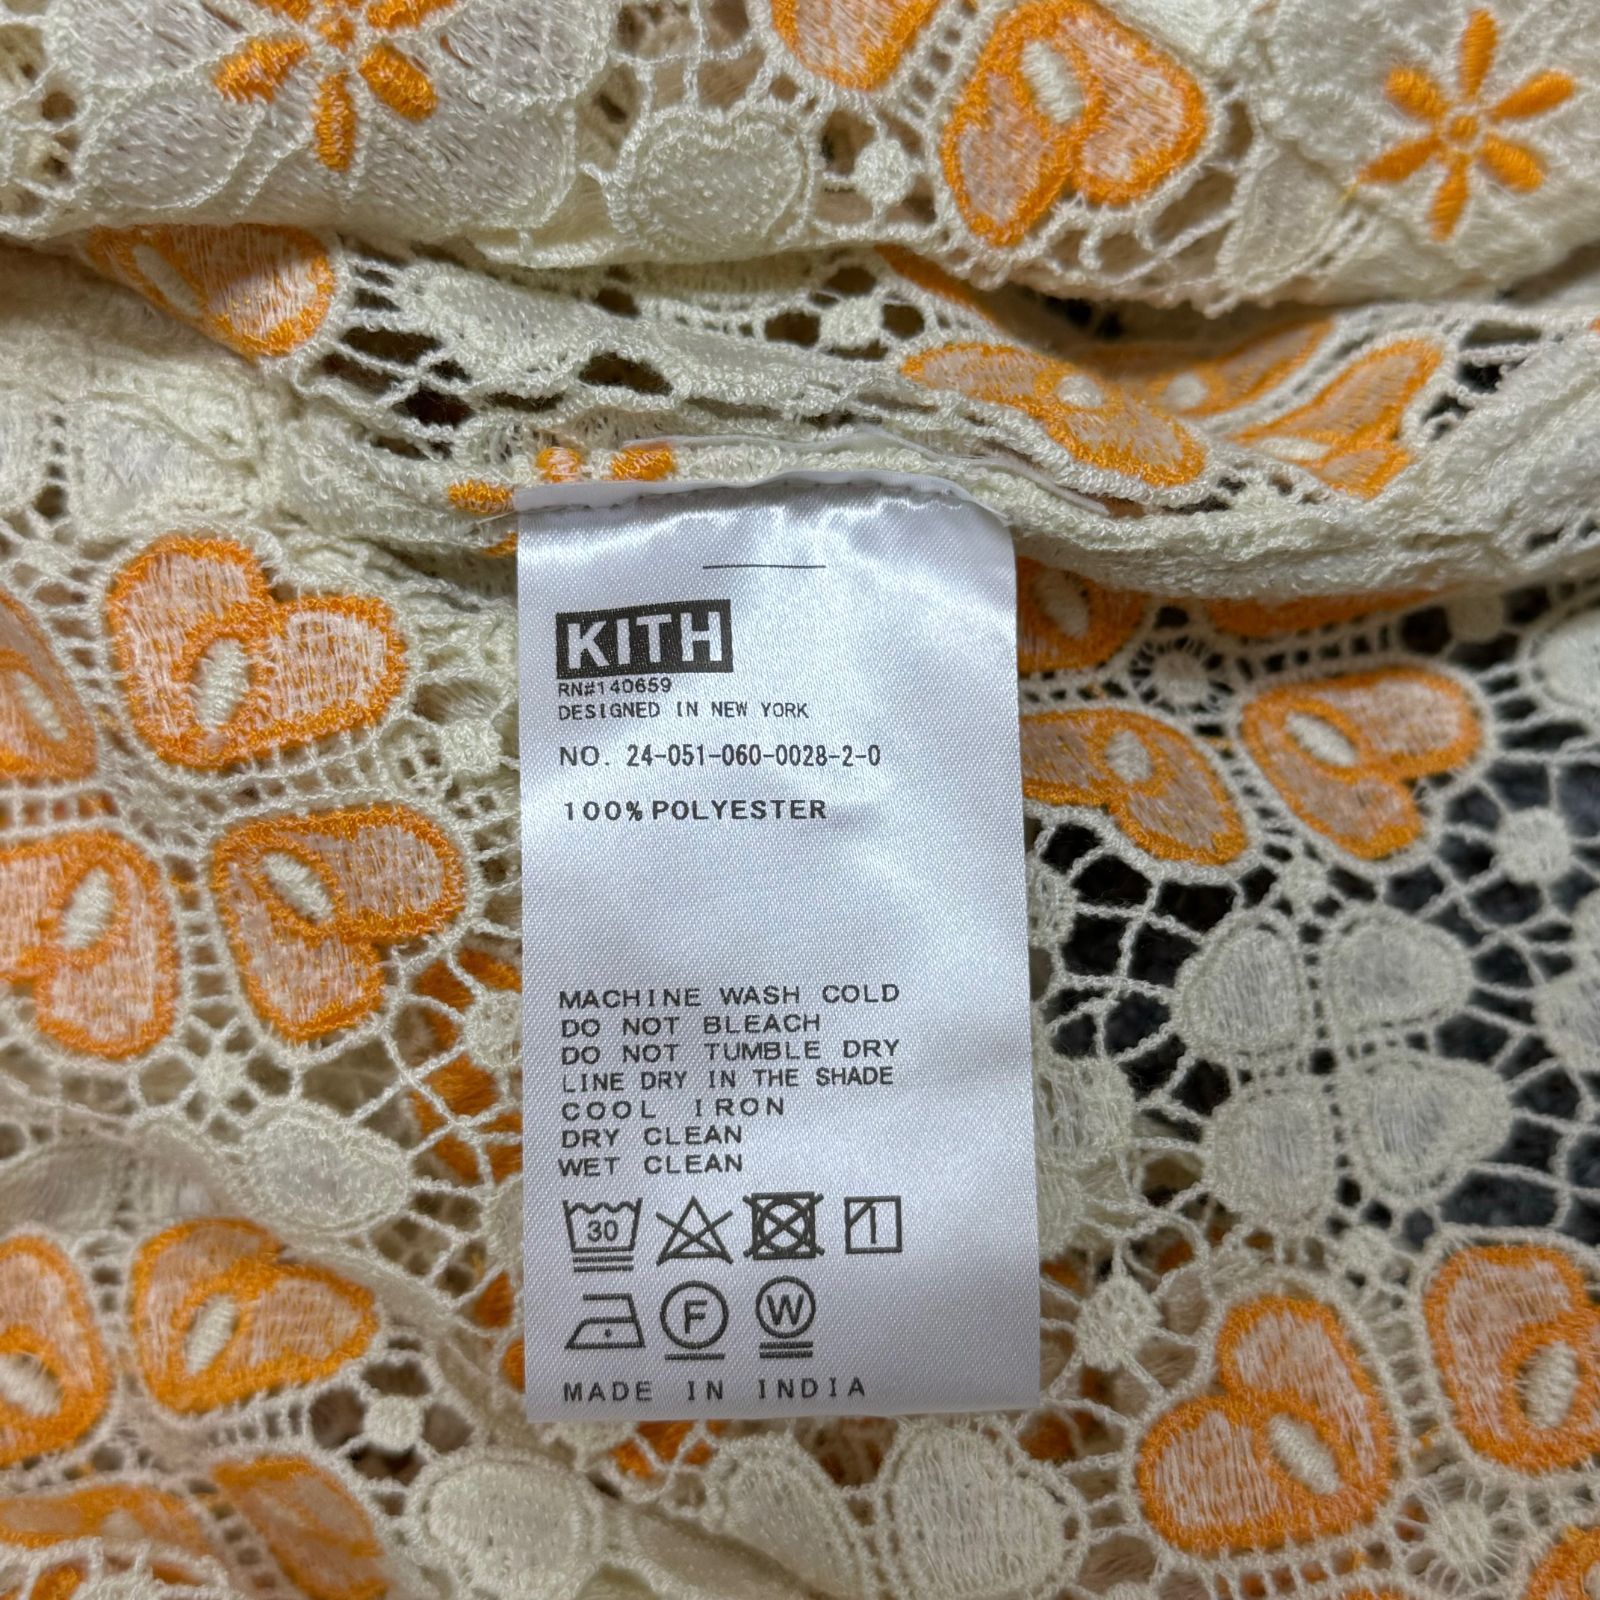 KITH
RN#140659
DESIGNED IN NEW YORK
NO. 24-051-060-0028-2-0
100% POLYESTER
MACHINE WASH COLD
DO NOT BLEACH
DO NOT TUMBLE DRY
LINE DRY IN THE SHADE
COOL IRON
DRY CLEAN
WET CLEAN
30
F W
MADE IN INDIA